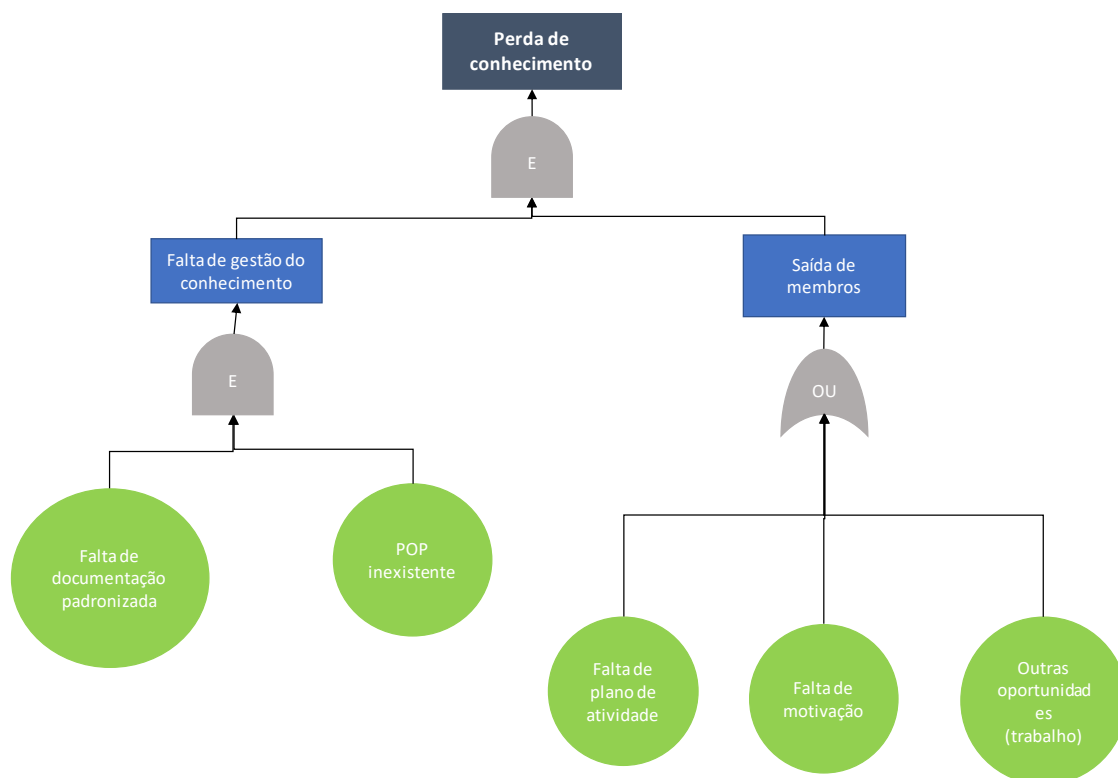 Perda de
conhecimento
E
Falta de gestão do
conhecimento
Saída de
membros
E
OU
Falta de
documentação
padronizada
POP
inexistente
Falta de
plano de
atividade
Falta de
motivação
Outras
oportunidad
es
(trabalho)